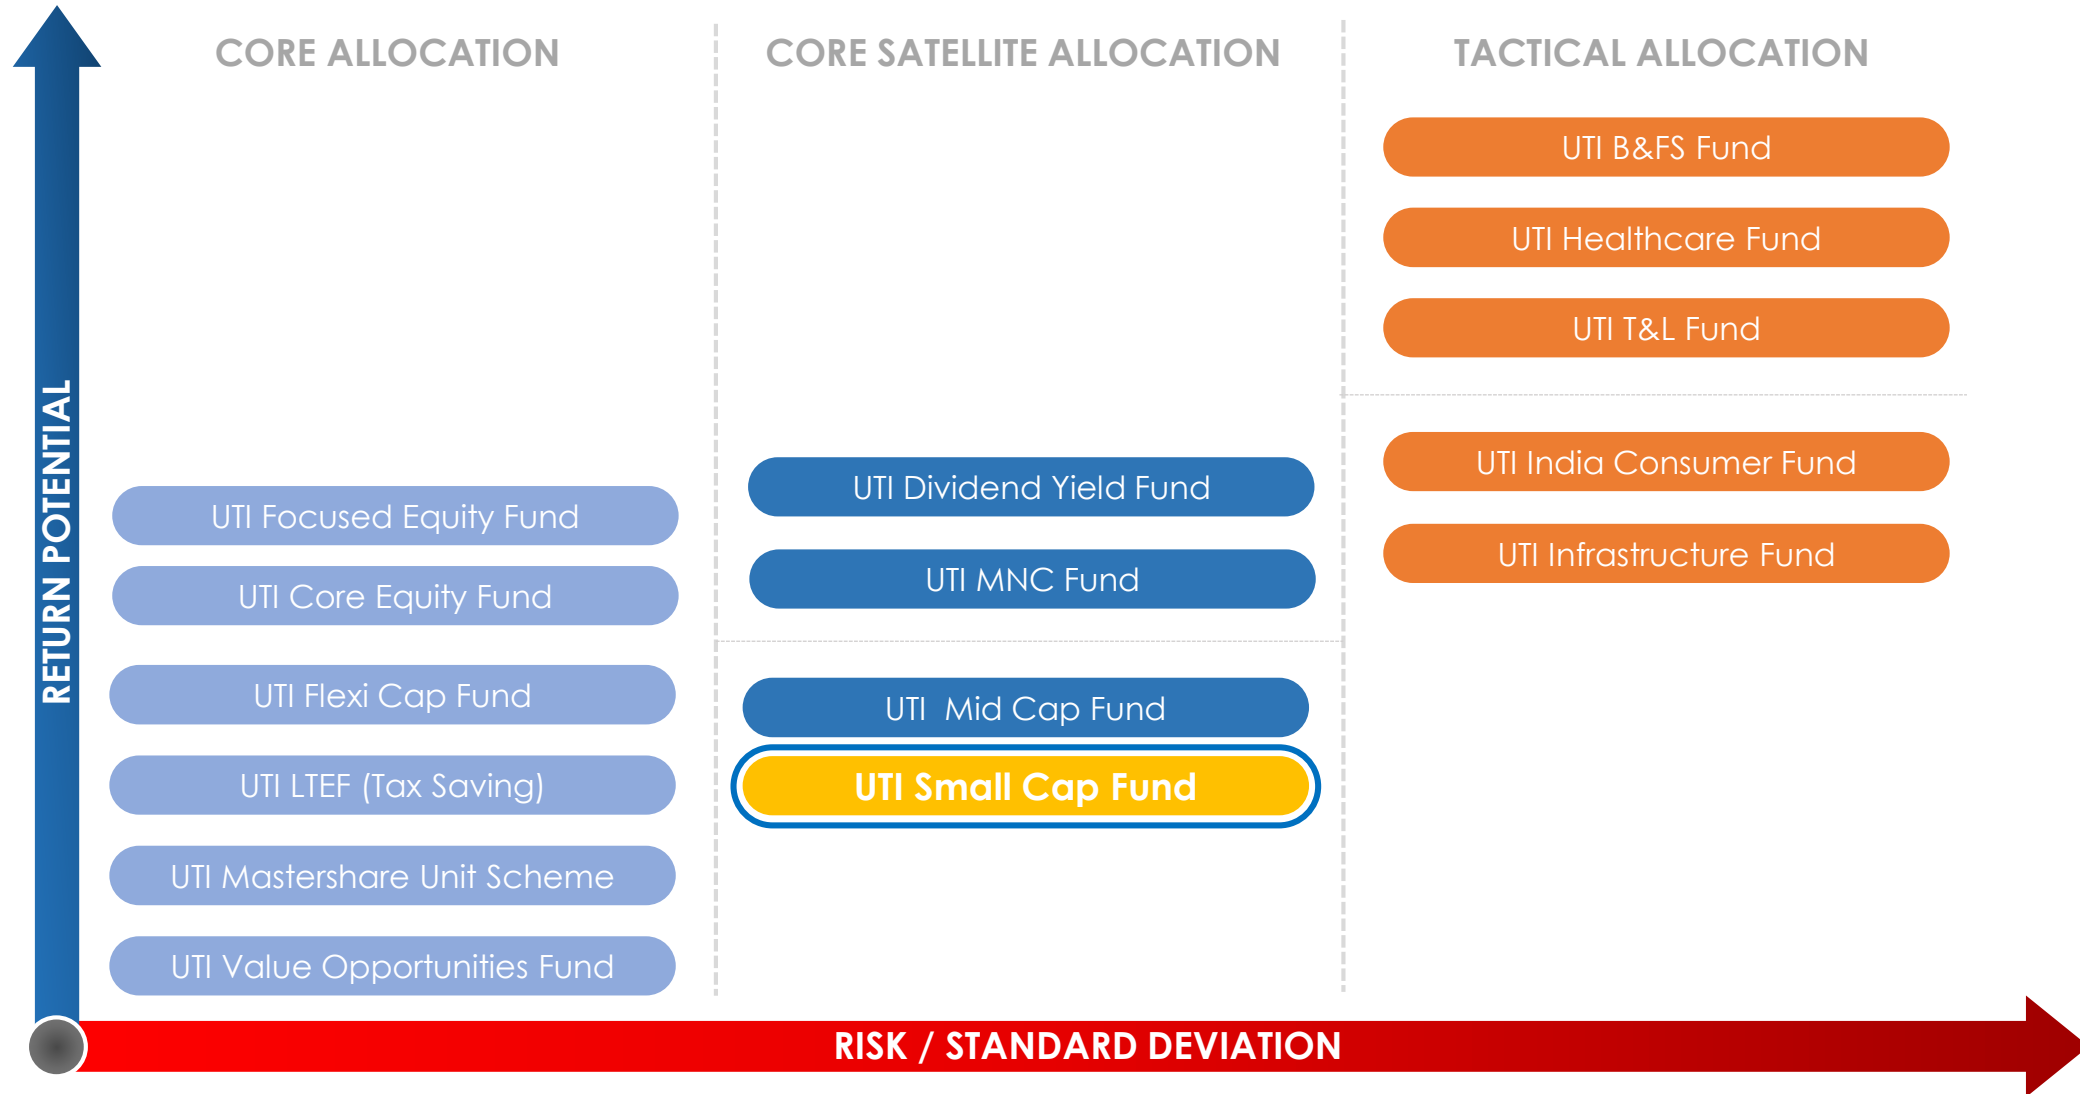 CORE ALLOCATION
CORE SATELLITE ALLOCATION
TACTICAL ALLOCATION
RETURN POTENTIAL
UTI Focused Equity Fund
UTI Core Equity Fund
UTI Flexi Cap Fund
UTI LTEF (Tax Saving)
UTI Mastershare Unit Scheme
UTI Value Opportunities Fund
UTI Dividend Yield Fund
UTI MNC Fund
UTI  Mid Cap Fund
UTI Small Cap Fund
UTI B&FS Fund
UTI Healthcare Fund
UTI T&L Fund
UTI India Consumer Fund
UTI Infrastructure Fund
RISK / STANDARD DEVIATION